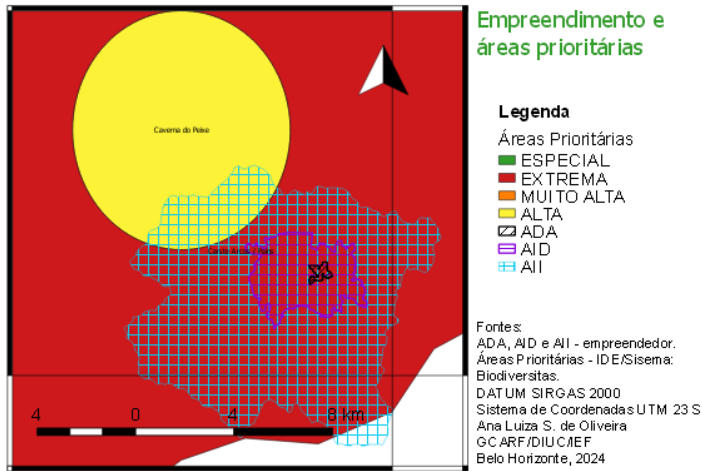 Empreendimento e
áreas prioritárias
Legenda
Áreas Prioritárias
ESPECIAL
EXTREMA
MUITO ALTA
ALTA
ADA
AID
AII
Caverna do Peixe
4 0 4 8 km
Fontes:
ADA, AID e AII - empreendedor.
Áreas Prioritárias - IDE/Sisema:
Biodiversitas.
DATUM SIRGAS 2000
Sistema de Coordenadas UTM 23 S
Ana Luiza S. de Oliveira
GCARF/DIUC/IEF
Belo Horizonte, 2024